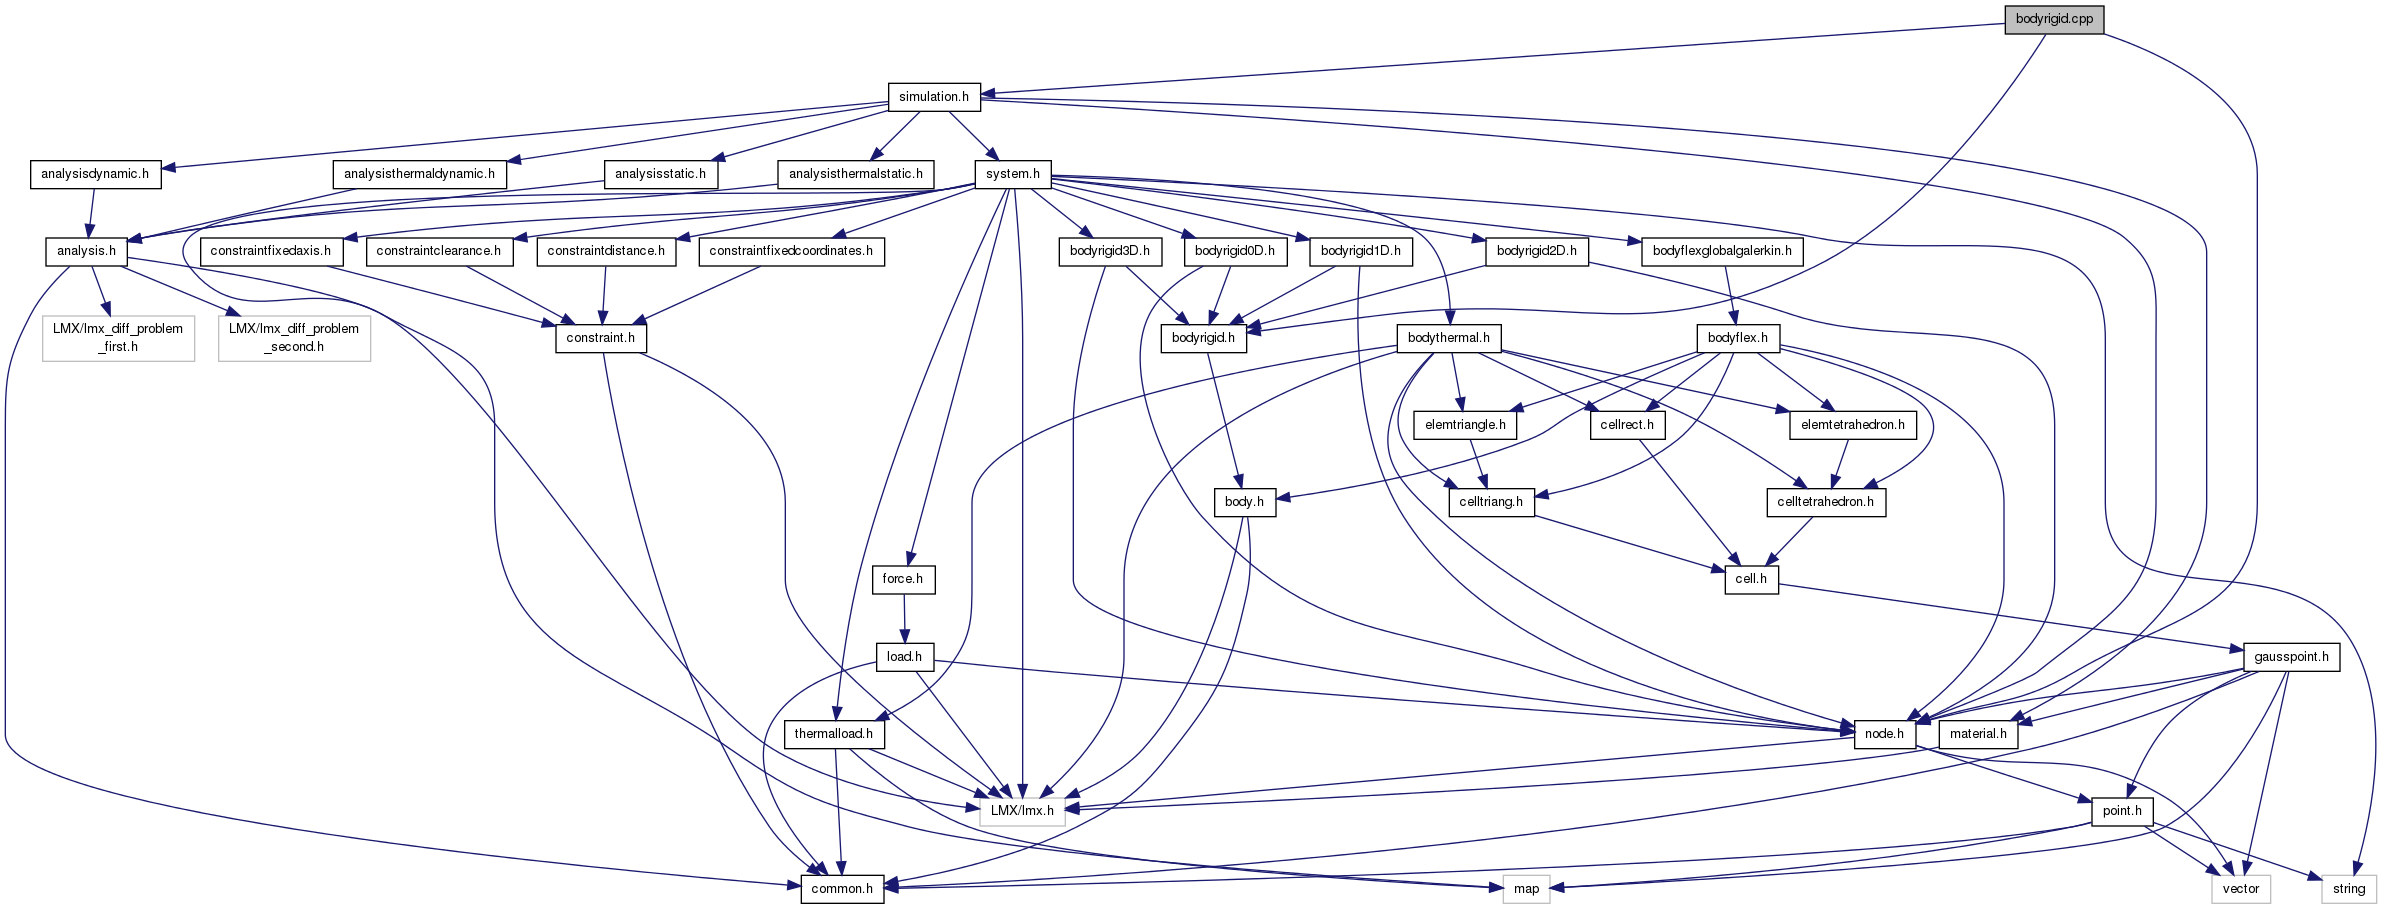 bodyrigid.cpp
simulation.h
analysisdynamic.h
analysisthermaldynamic.h
analysisstatic.h
analysisthermalstatic.h
system.h
analysis.h
constraintfixedaxis.h
constraintclearance.h
constraintdistance.h
constraintfixedcoordinates.h
bodyrigid3D.h
bodyrigid0D.h
bodyrigid1D.h
bodyrigid2D.h
bodyflexglobalgalerkin.h
LMX/lmx_diff_problem
_first.h
LMX/lmx_diff_problem
_second.h
constraint.h
bodyrigid.h
bodythermal.h
bodyflex.h
elemtriangle.h
cellrect.h
elemtetrahedron.h
body.h
celltriang.h
celltetrahedron.h
force.h
cell.h
load.h
gausspoint.h
thermalload.h
node.h
material.h
LMX/lmx.h
point.h
common.h
map
vector
string